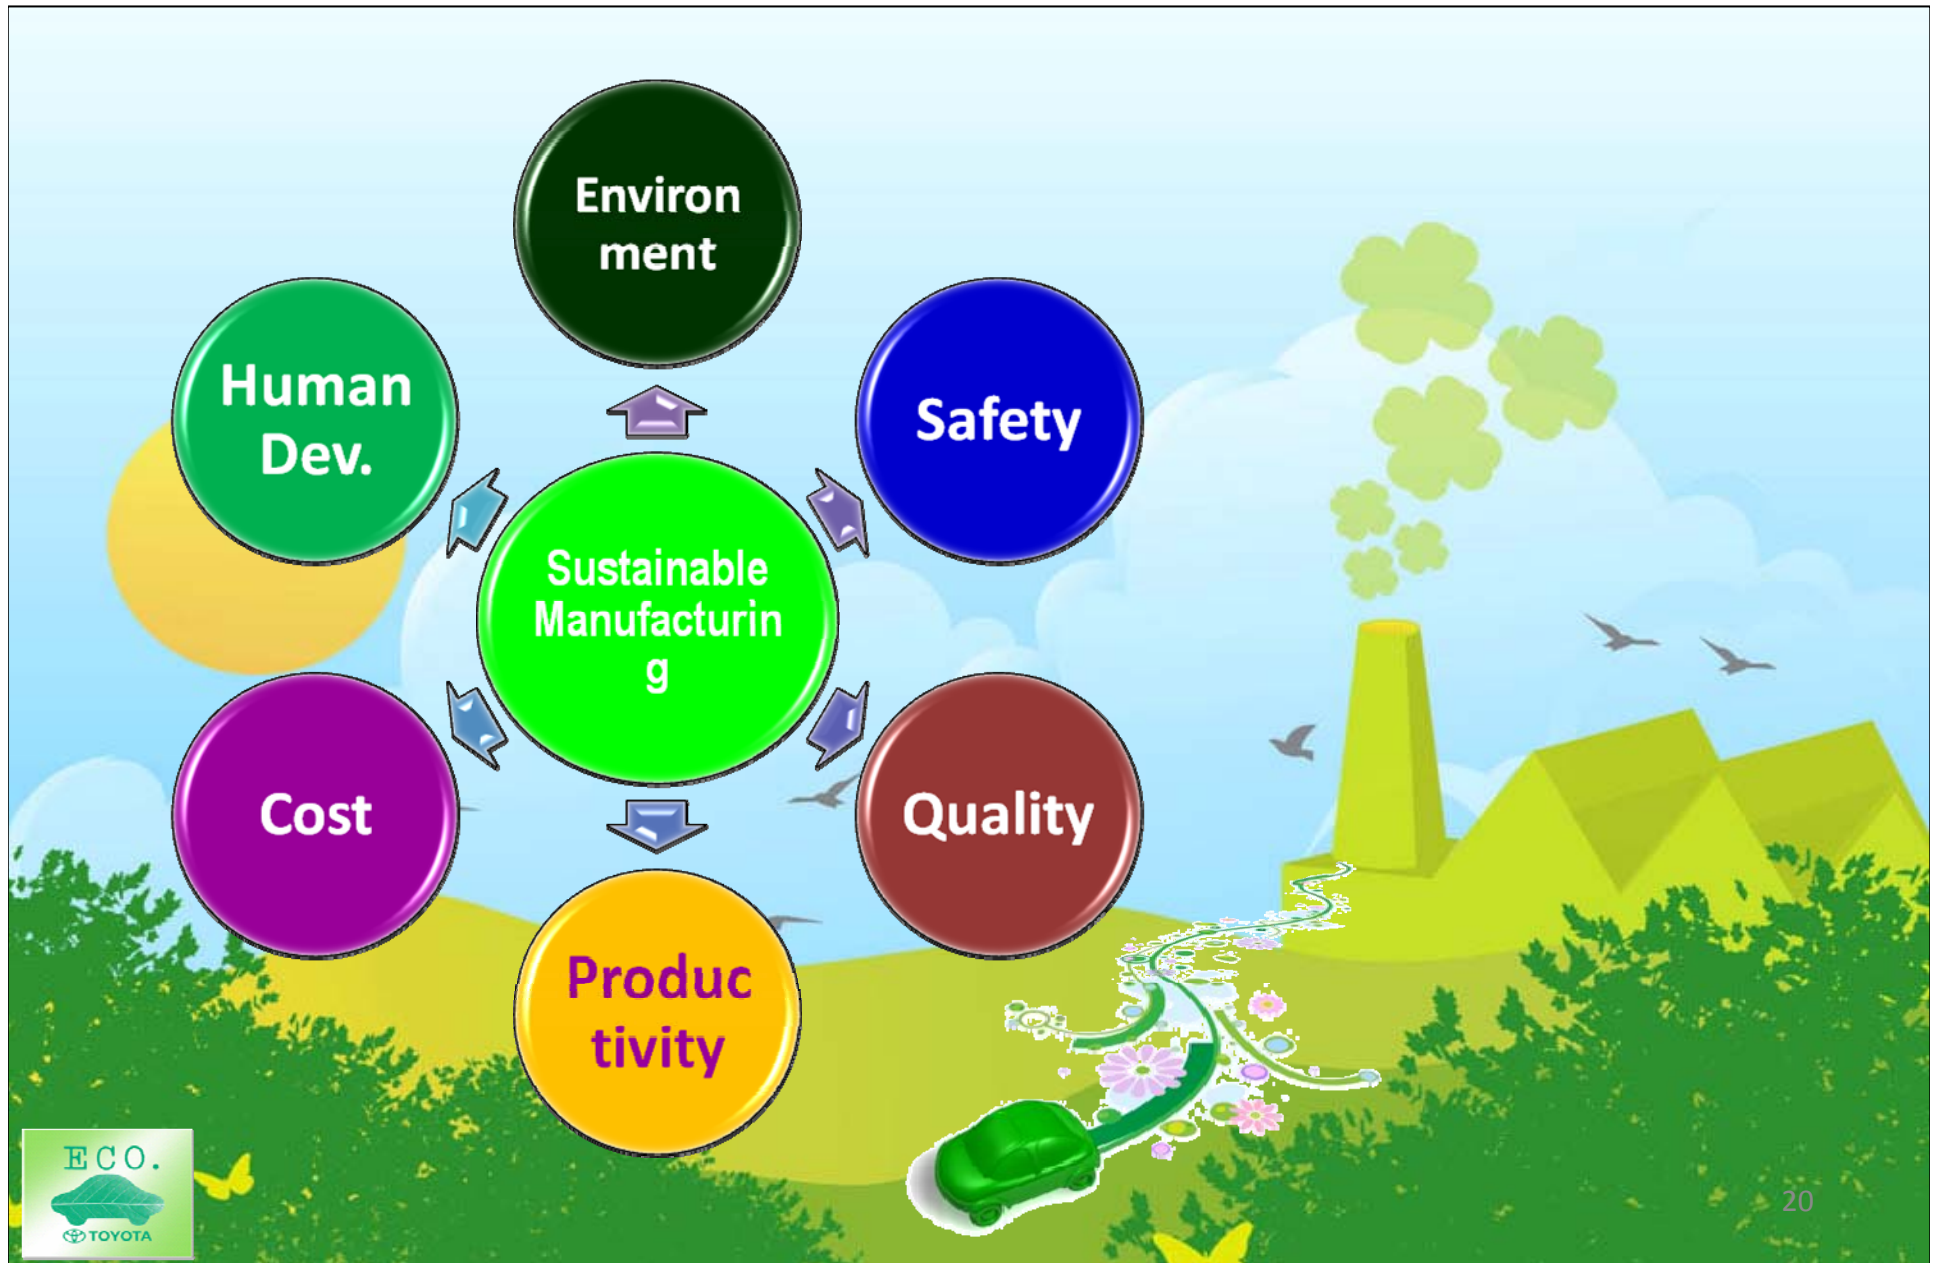 Environ
ment
Safety
Quality
Produc
tivity
Cost
Human
Dev.
Sustainable
Manufacturin
g
ECO.
TOYOTA
20